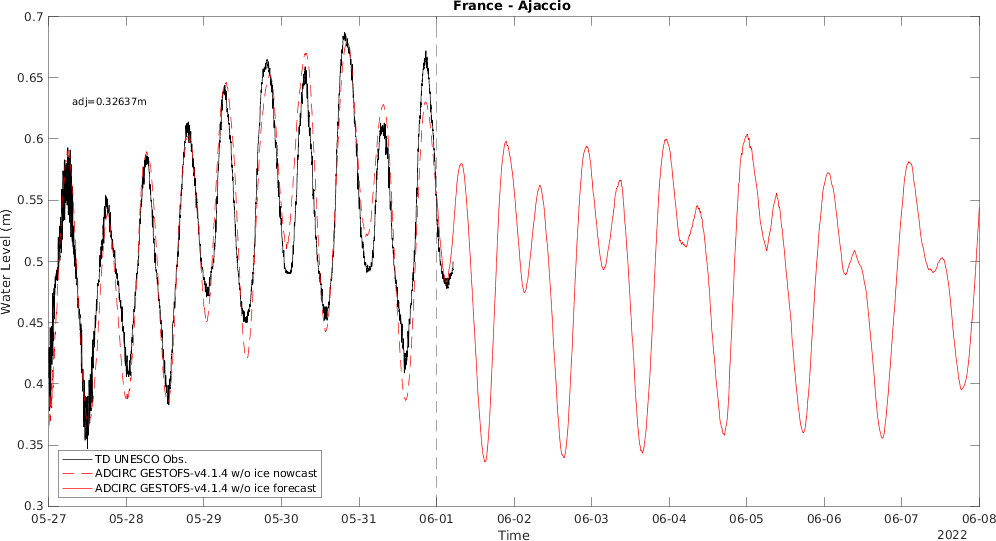 France - Ajaccio
0.7
0.65
0.6
0.55
0.5
0.45
0.4
0.35
0.3
Water Level (m)
adj=0.32637m
TD UNESCO Obs.
ADCIRC GESTOFS-v4.1.4 w/o ice nowcast
ADCIRC GESTOFS-v4.1.4 w/o ice forecast
05-27 05-28 05-29 05-30 05-31 06-01 06-02 06-03 06-04 06-05 06-06 06-07 06-08
Time
2022